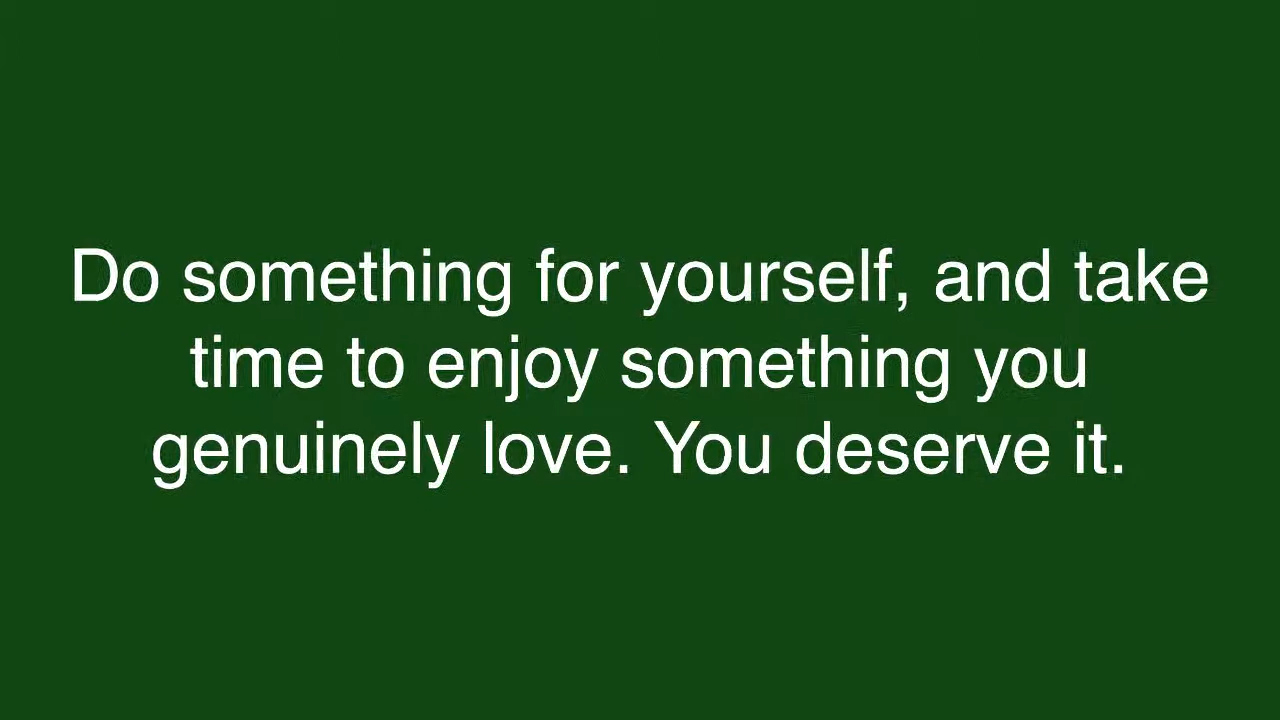 Do something for yourself, and take
time to enjoy something you
genuinely love. You deserve it.